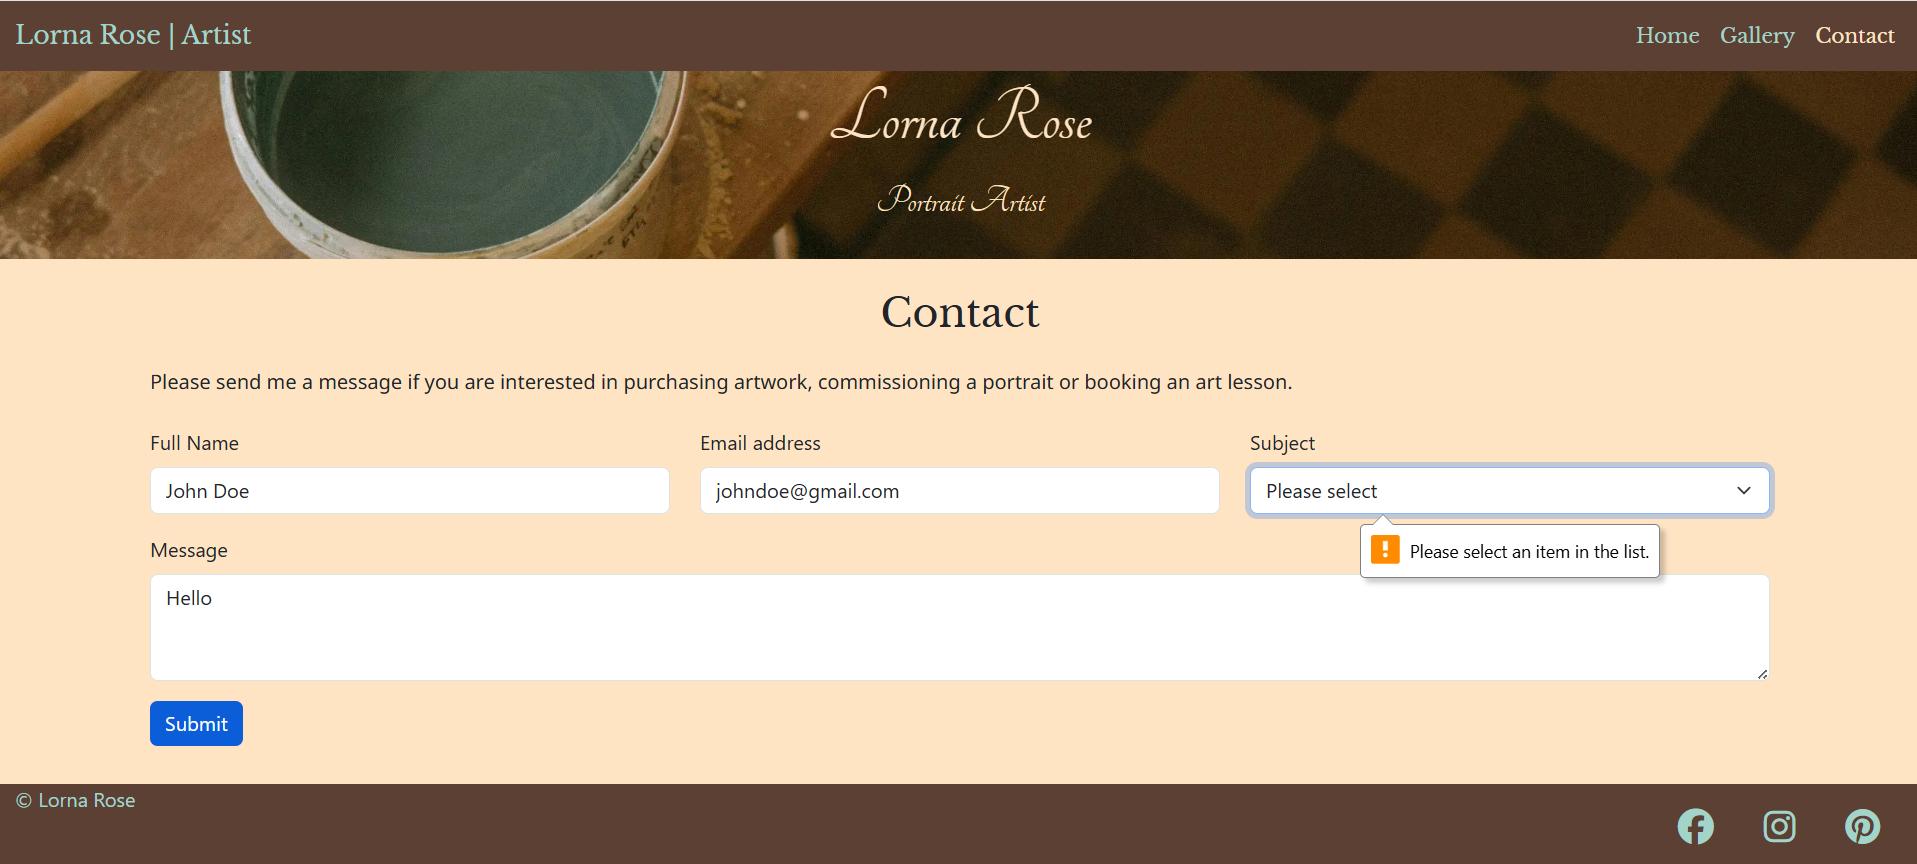 Lorna Rose | Artist
Home Gallery Contact
Lorna Rose
Portrait Artist
Contact
Please send me a message if you are interested in purchasing artwork, commissioning a portrait or booking an art lesson.
Full Name Email address Subject
John Doe johndoe@gmail.com Please select
Please select an item in the list.
Message
Hello
Submit
© Lorna Rose